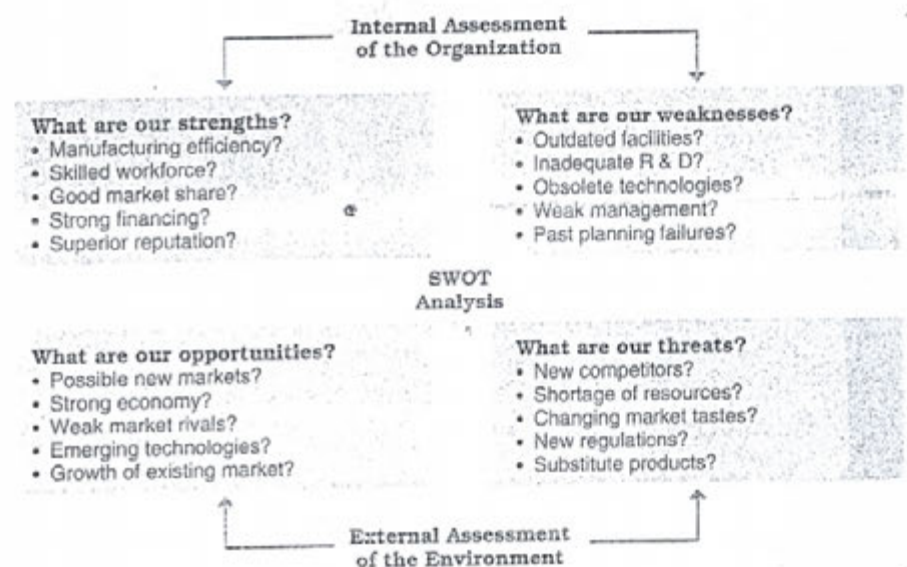 Internal Assessment
of the Organization
What are our strengths?
• Manufacturing efficiency?
• Skilled workforce?
• Good market share?
• Strong financing?
• Superior reputation?
What are our weaknesses?
• Outdated facilities?
• Inadequate R & D?
• Obsolete technologies?
• Weak management?
• Past planning failures?
SWOT
Analysis
What are our opportunities?
• Possible new markets?
• Strong economy?
• Weak market rivals?
• Emerging technologies?
• Growth of existing market?
What are our threats?
• New competitors?
• Shortage of resources?
• Changing market tastes?
• New regulations?
• Substitute products?
External Assessment
of the Environment